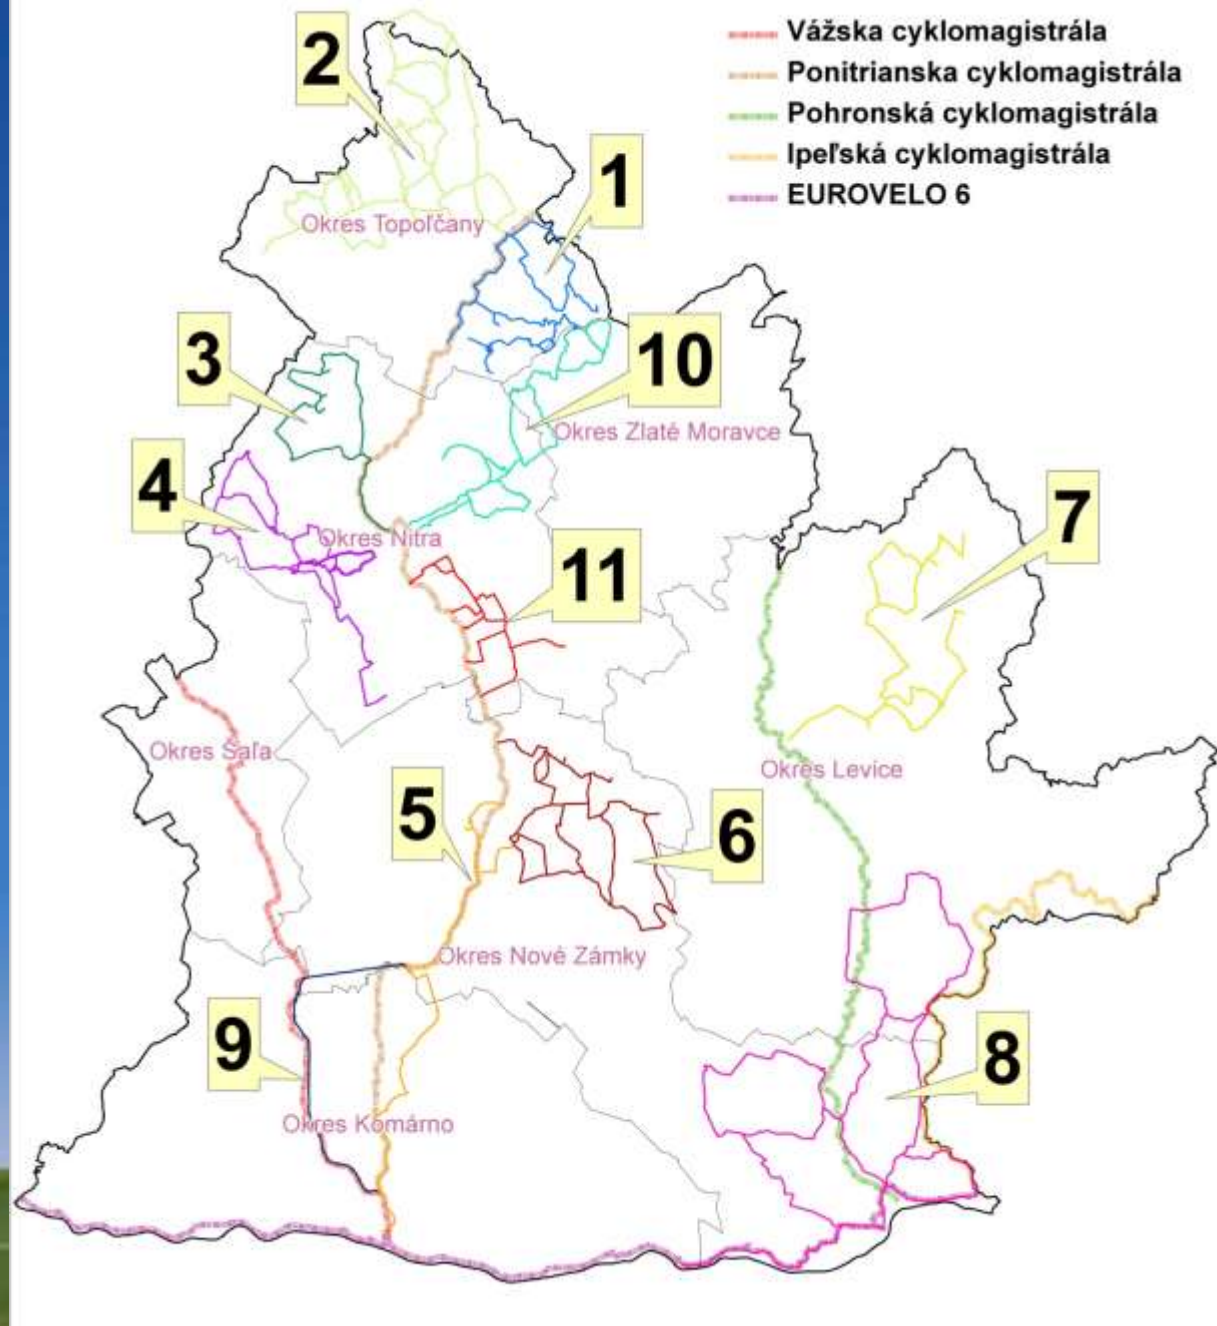 Vážska cyklomagistrála
Ponitrianska cyklomagistrála
Pohronská cyklomagistrála
Ipeľská cyklomagistrála
EUROVELO 6
2
1
Okres Topoľčany
3
10
Okres Zlaté Moravce
4
7
Okres Nitra
11
Okres Šaľa
Okres Levice
5
6
Okres Nové Zámky
9
8
Okres Komárno